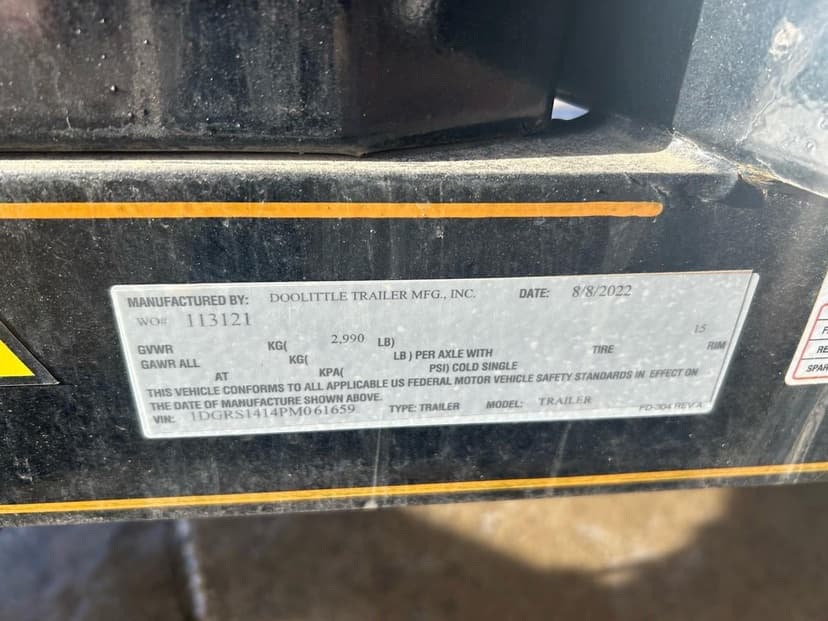 MANUFACTURED BY: DOOLITTLE TRAILER MFG., INC. DATE: 8/8/2022
WO# 113121
GVWR KG( 2,990 LB) 15
GAWR ALL KG( LB ) PER AXLE WITH TIRE RIM
AT KPA( PSI) COLD SINGLE
THIS VEHICLE CONFORMS TO ALL APPLICABLE US FEDERAL MOTOR VEHICLE SAFETY STANDARDS IN EFFECT ON
THE DATE OF MANUFACTURE SHOWN ABOVE.
VIN: 1DGRS1414PM061659 TYPE: TRAILER MODEL: TRAILER PD-304 REV A
SPAR